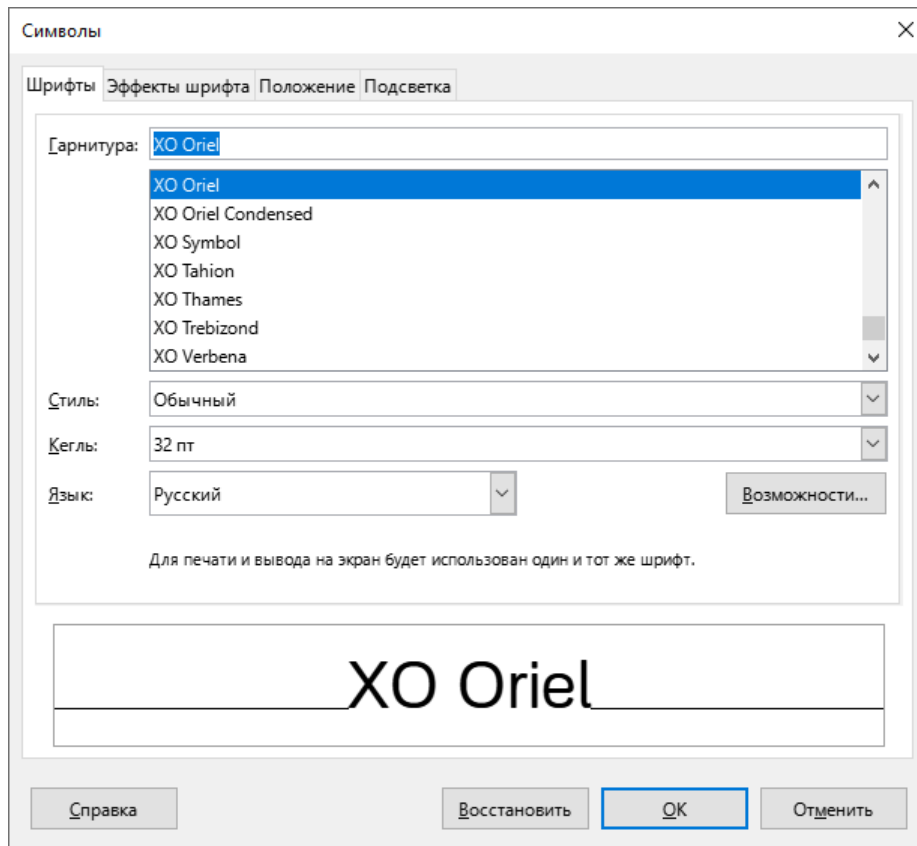 Символы
Шрифты Эффекты шрифта Положение Подсветка
Гарнитура: XO Oriel
XO Oriel
XO Oriel Condensed
XO Symbol
XO Tahion
XO Thames
XO Trebizond
XO Verbena
Стиль: Обычный
Кегль: 32 пт
Язык: Русский Возможности...
Для печати и вывода на экран будет использован один и тот же шрифт.
XO Oriel
Справка Восстановить OK Отменить